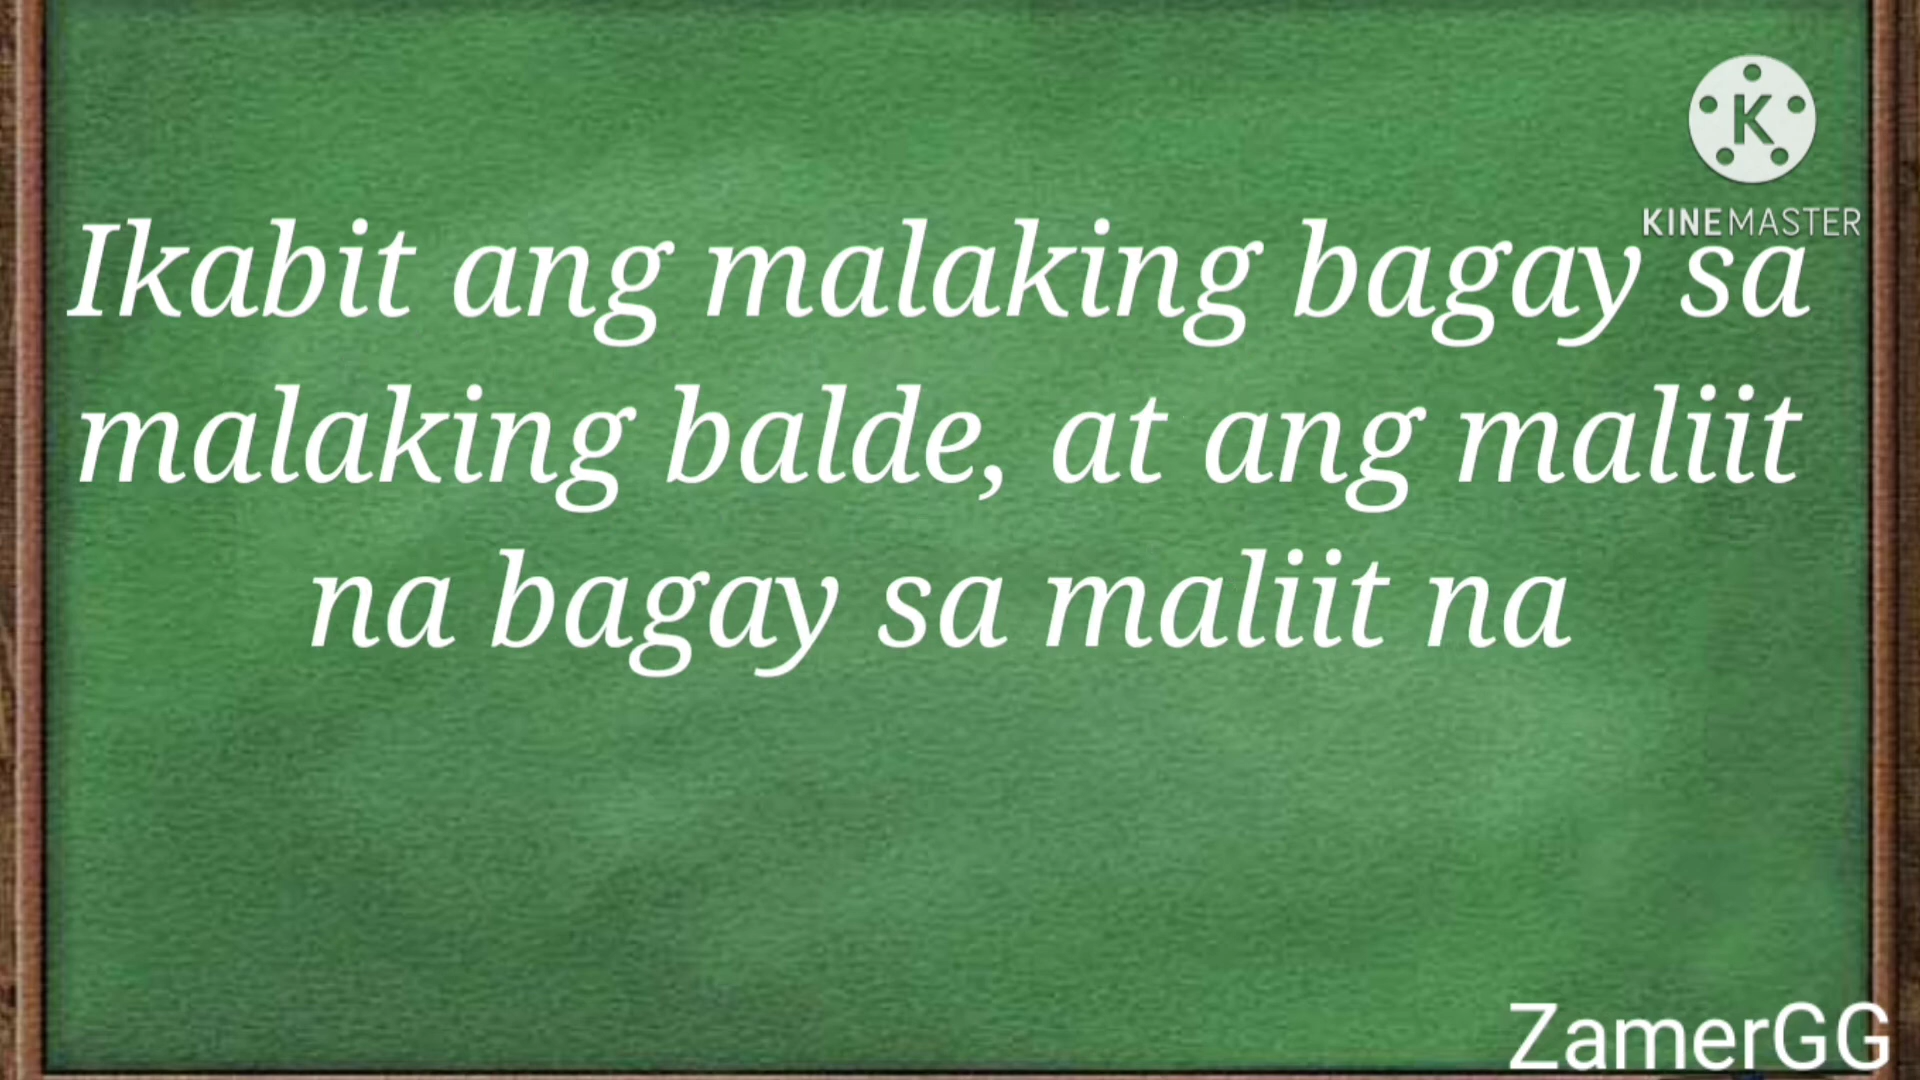 K
KINEMASTER
Ikabit ang malaking bagay sa
malaking balde, at ang maliit
na bagay sa maliit na
ZamerGG